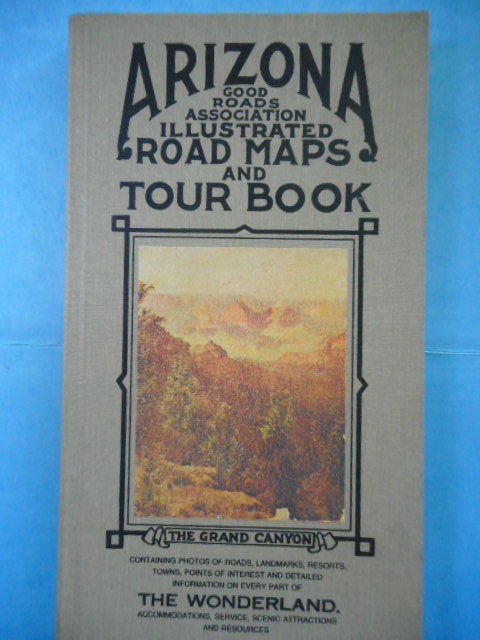 ARIZONA
GOOD
ROADS
ASSOCIATION
ILLUSTRATED
ROAD MAPS
AND
TOUR BOOK
THE GRAND CANYON
CONTAINING PHOTOS OF ROADS, LANDMARKS, RESORTS,
TOWNS, POINTS OF INTEREST AND DETAILED
INFORMATION ON EVERY PART OF
THE WONDERLAND,
ACCOMMODATIONS, SERVICE, SCENIC ATTRACTIONS
AND RESOURCES